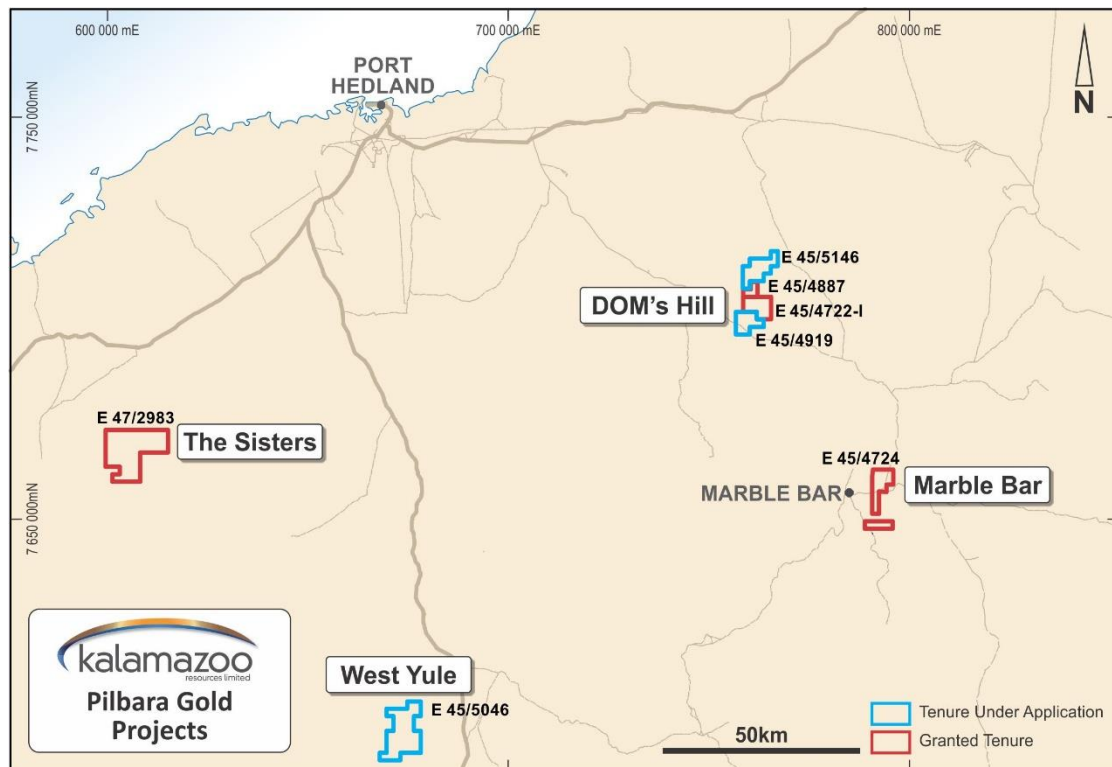 600 000 mE
700 000 mE
800 000 mE
PORT
HEDLAND
N
7 750 000mN
E 45/5146
E 45/4887
DOM's Hill
E 45/4722-I
E 45/4919
E 47/2983
The Sisters
E 45/4724
MARBLE BAR
Marble Bar
7 650 000mN
kalamazoo
resources limited
Pilbara Gold
Projects
West Yule
E 45/5046
50km
Tenure Under Application
Granted Tenure